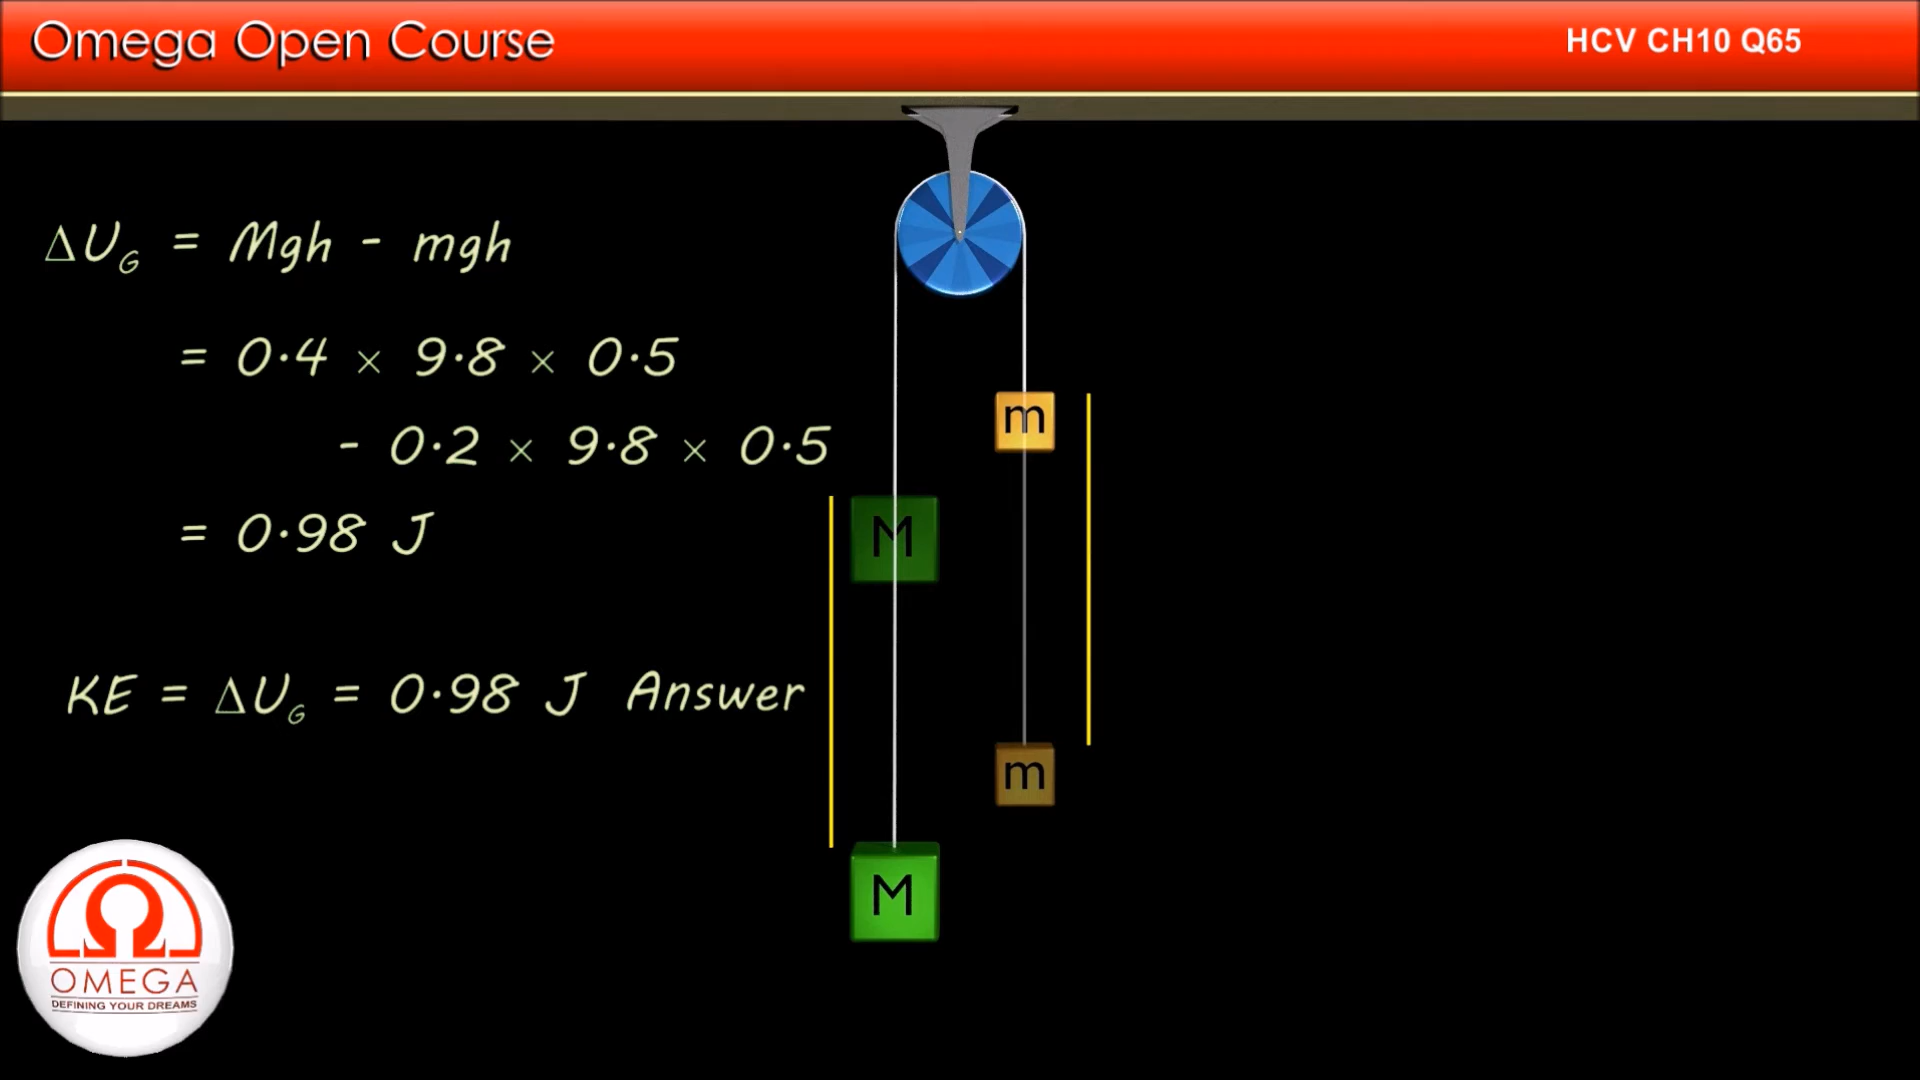 Omega Open Course
HCV CH10 Q65
ΔU_G = Mgh - mgh
= 0.4 × 9.8 × 0.5
- 0.2 × 9.8 × 0.5
= 0.98 J
KE = ΔU_G = 0.98 J Answer
m
M
m
M
Ω
OMEGA
DEFINING YOUR DREAMS